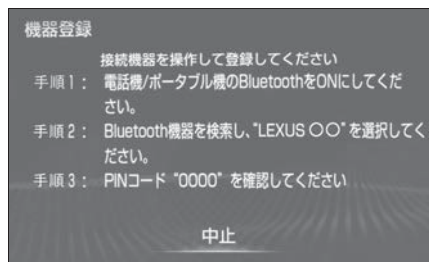 機器登録
接続機器を操作して登録してください
手順1： 電話機/ポータブル機のBluetoothをONにしてくだ
さい。
手順2： Bluetooth機器を検索し、"LEXUS ○○"を選択してく
ださい。
手順3： PINコード "0000" を確認してください
中止